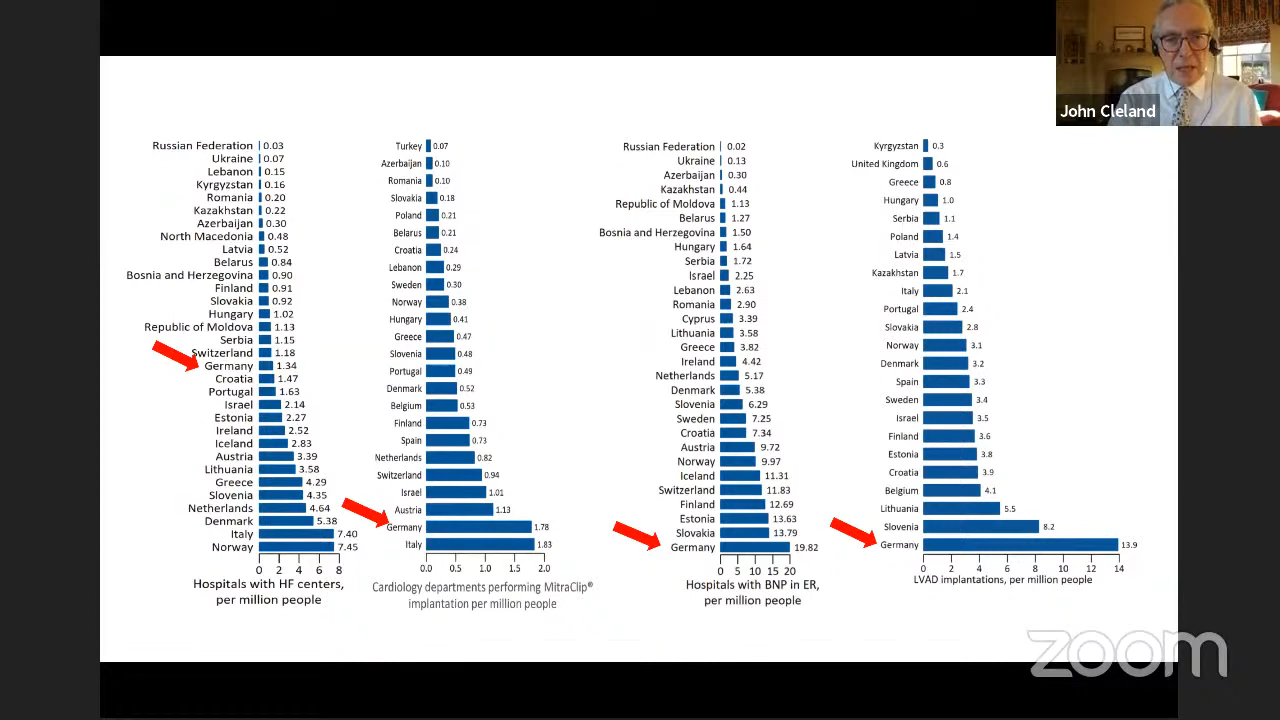 John Cleland
Russian Federation 0.03
Ukraine 0.07
Lebanon 0.15
Kyrgyzstan 0.16
Romania 0.20
Kazakhstan 0.22
Azerbaijan 0.30
North Macedonia 0.48
Latvia 0.52
Belarus 0.84
Bosnia and Herzegovina 0.90
Finland 0.91
Slovakia 0.92
Hungary 1.02
Republic of Moldova 1.13
Serbia 1.15
Switzerland 1.18
Germany 1.34
Croatia 1.47
Portugal 1.63
Israel 2.14
Estonia 2.27
Ireland 2.52
Iceland 2.83
Austria 3.39
Lithuania 3.58
Greece 4.29
Slovenia 4.35
Netherlands 4.64
Denmark 5.38
Italy 7.40
Norway 7.45
0 2 4 6 8
Hospitals with HF centers,
per million people
Turkey 0.07
Azerbaijan 0.10
Romania 0.10
Slovakia 0.18
Poland 0.21
Belarus 0.21
Croatia 0.24
Lebanon 0.29
Sweden 0.30
Norway 0.38
Hungary 0.41
Greece 0.47
Slovenia 0.48
Portugal 0.49
Denmark 0.52
Belgium 0.53
Finland 0.73
Spain 0.73
Netherlands 0.82
Switzerland 0.94
Israel 1.01
Austria 1.13
Germany 1.78
Italy 1.83
0.0 0.5 1.0 1.5 2.0
Cardiology departments performing MitraClip®
implantation per million people
Russian Federation 0.02
Ukraine 0.13
Azerbaijan 0.30
Kazakhstan 0.44
Republic of Moldova 1.13
Belarus 1.27
Bosnia and Herzegovina 1.50
Hungary 1.64
Serbia 1.72
Israel 2.25
Lebanon 2.63
Romania 2.90
Cyprus 3.39
Lithuania 3.58
Greece 3.82
Ireland 4.42
Netherlands 5.17
Denmark 5.38
Slovenia 6.29
Sweden 7.25
Croatia 7.34
Austria 9.72
Norway 9.97
Iceland 11.31
Switzerland 11.83
Finland 12.69
Estonia 13.63
Slovakia 13.79
Germany 19.82
0 5 10 15 20
Hospitals with BNP in ER,
per million people
Kyrgyzstan 0.3
United Kingdom 0.6
Greece 0.8
Hungary 1.0
Serbia 1.1
Poland 1.4
Latvia 1.5
Kazakhstan 1.7
Italy 2.1
Portugal 2.4
Slovakia 2.8
Norway 3.1
Denmark 3.2
Spain 3.3
Sweden 3.4
Israel 3.5
Finland 3.6
Estonia 3.8
Croatia 3.9
Belgium 4.1
Lithuania 5.5
Slovenia 8.2
Germany 13.9
0 2 4 6 8 10 12 14
LVAD implantations, per million people
zoom